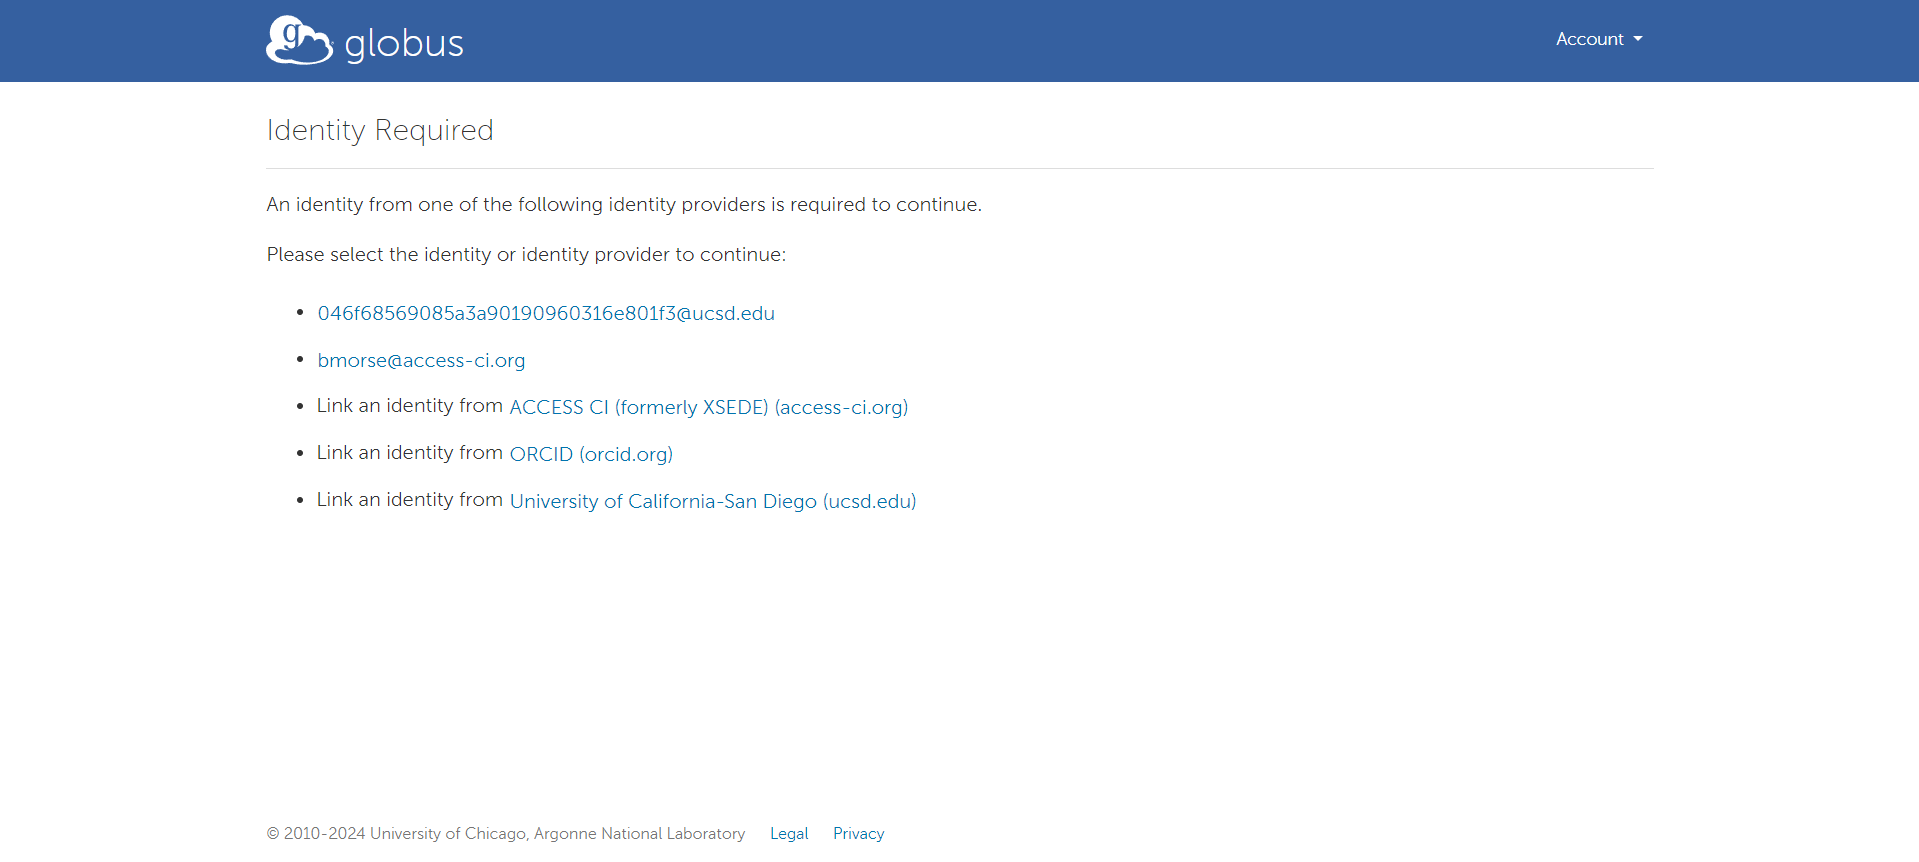 g globus
Account
Identity Required
An identity from one of the following identity providers is required to continue.
Please select the identity or identity provider to continue:
• 046f68569085a3a90190960316e801f3@ucsd.edu
• bmorse@access-ci.org
• Link an identity from ACCESS CI (formerly XSEDE) (access-ci.org)
• Link an identity from ORCID (orcid.org)
• Link an identity from University of California-San Diego (ucsd.edu)
© 2010-2024 University of Chicago, Argonne National Laboratory Legal Privacy